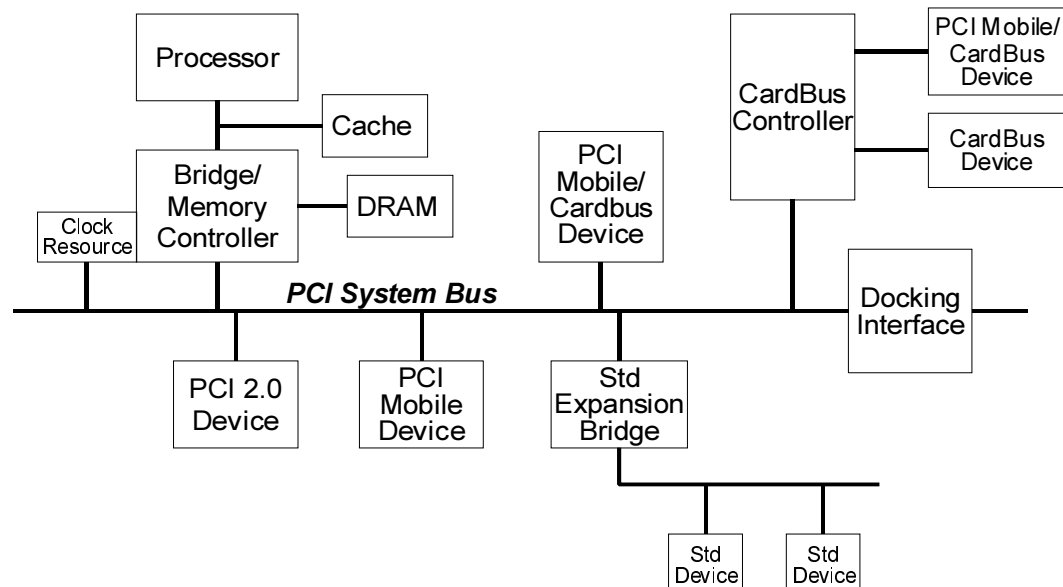 Processor
Cache
Bridge/
Memory
Controller
DRAM
Clock
Resource
PCI
Mobile/
Cardbus
Device
CardBus
Controller
PCI Mobile/
CardBus
Device
CardBus
Device
PCI System Bus
Docking
Interface
PCI 2.0
Device
PCI
Mobile
Device
Std
Expansion
Bridge
Std
Device
Std
Device